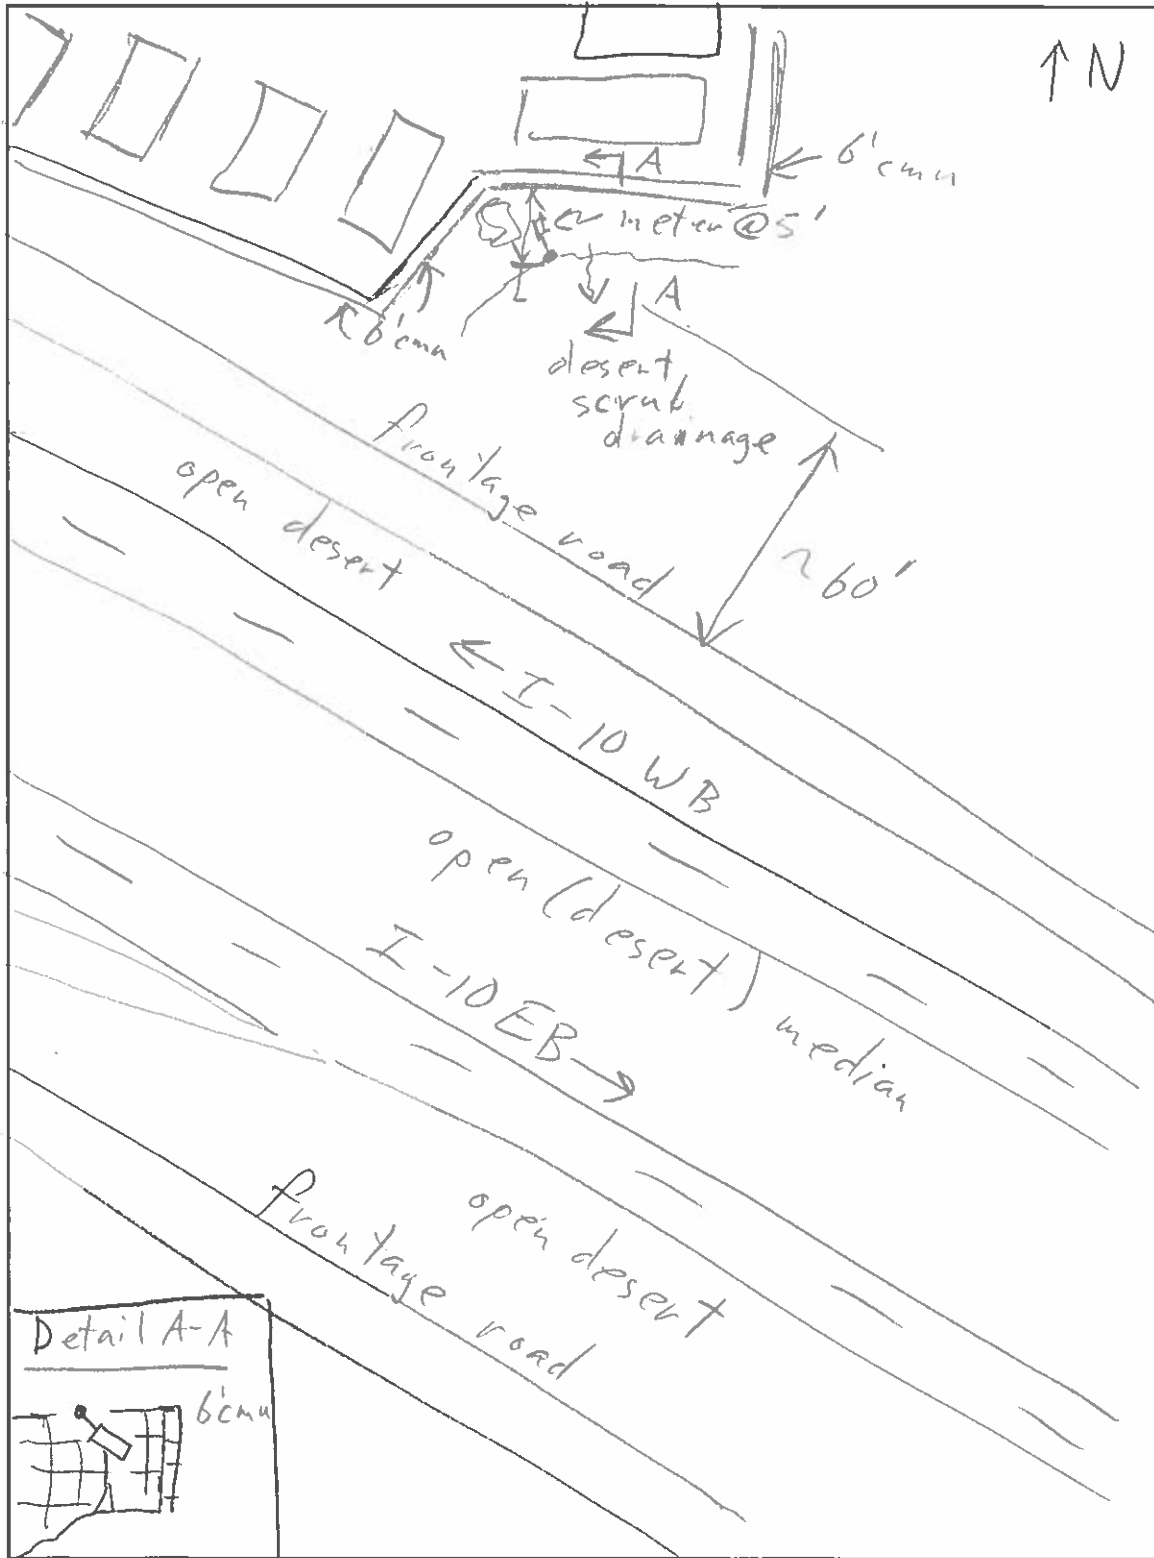 ↑ N
A
6' cmu
meter @ 5'
A
6' cmu
desert
scrub
drainage
frontage road
open desert
~ 60'
← I-10 WB
open (desert) median
I-10 EB →
frontage road
open desert
Detail A-A
6' cmu